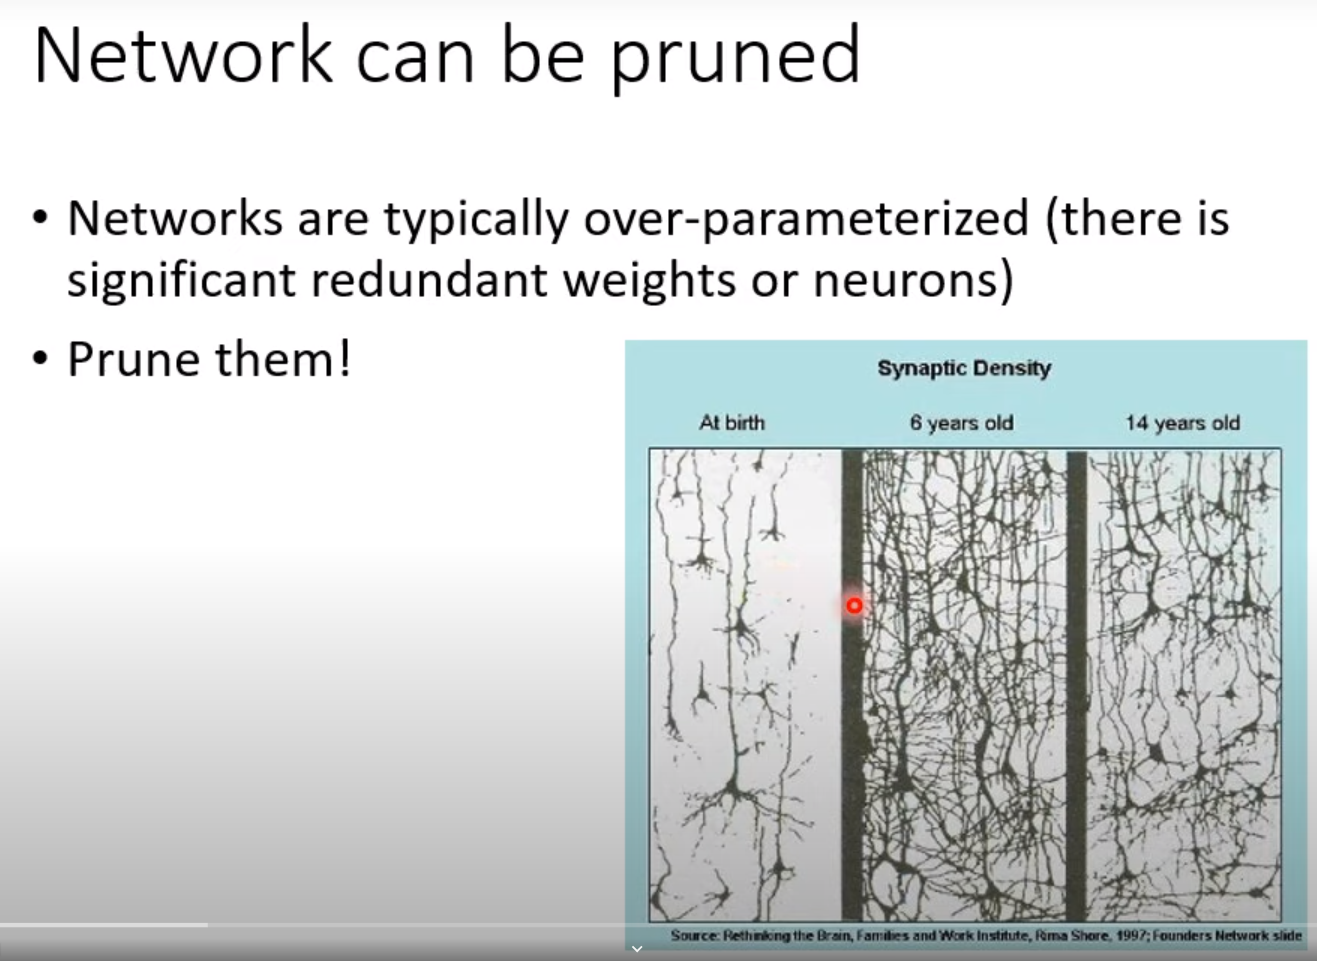 Network can be pruned
• Networks are typically over-parameterized (there is
significant redundant weights or neurons)
• Prune them!
Synaptic Density
At birth
6 years old
14 years old
Source: Rethinking the Brain, Families and Work Institute, Rima Shore, 1997; Founders Network slide